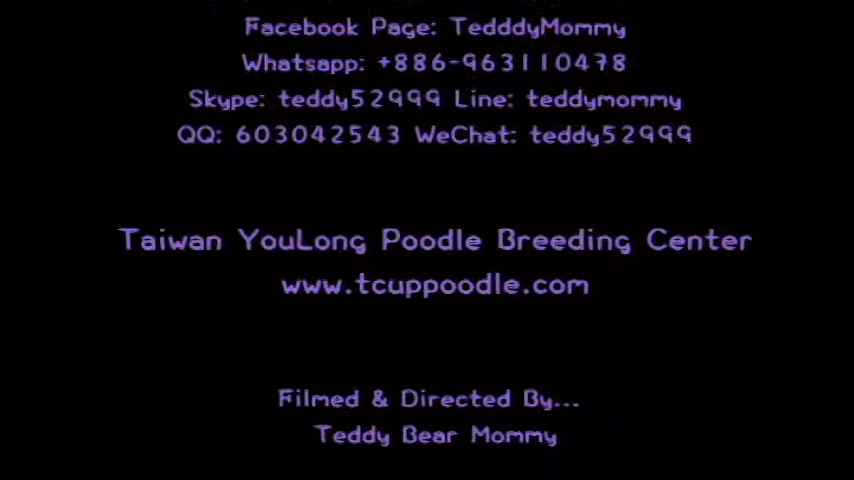 Facebook Page: TedddyMommy
Whatsapp: +886-963110478
Skype: teddy52999 Line: teddymommy
QQ: 603042543 WeChat: teddy52999
Taiwan YouLong Poodle Breeding Center
www.tcuppoodle.com
Filmed & Directed By...
Teddy Bear Mommy